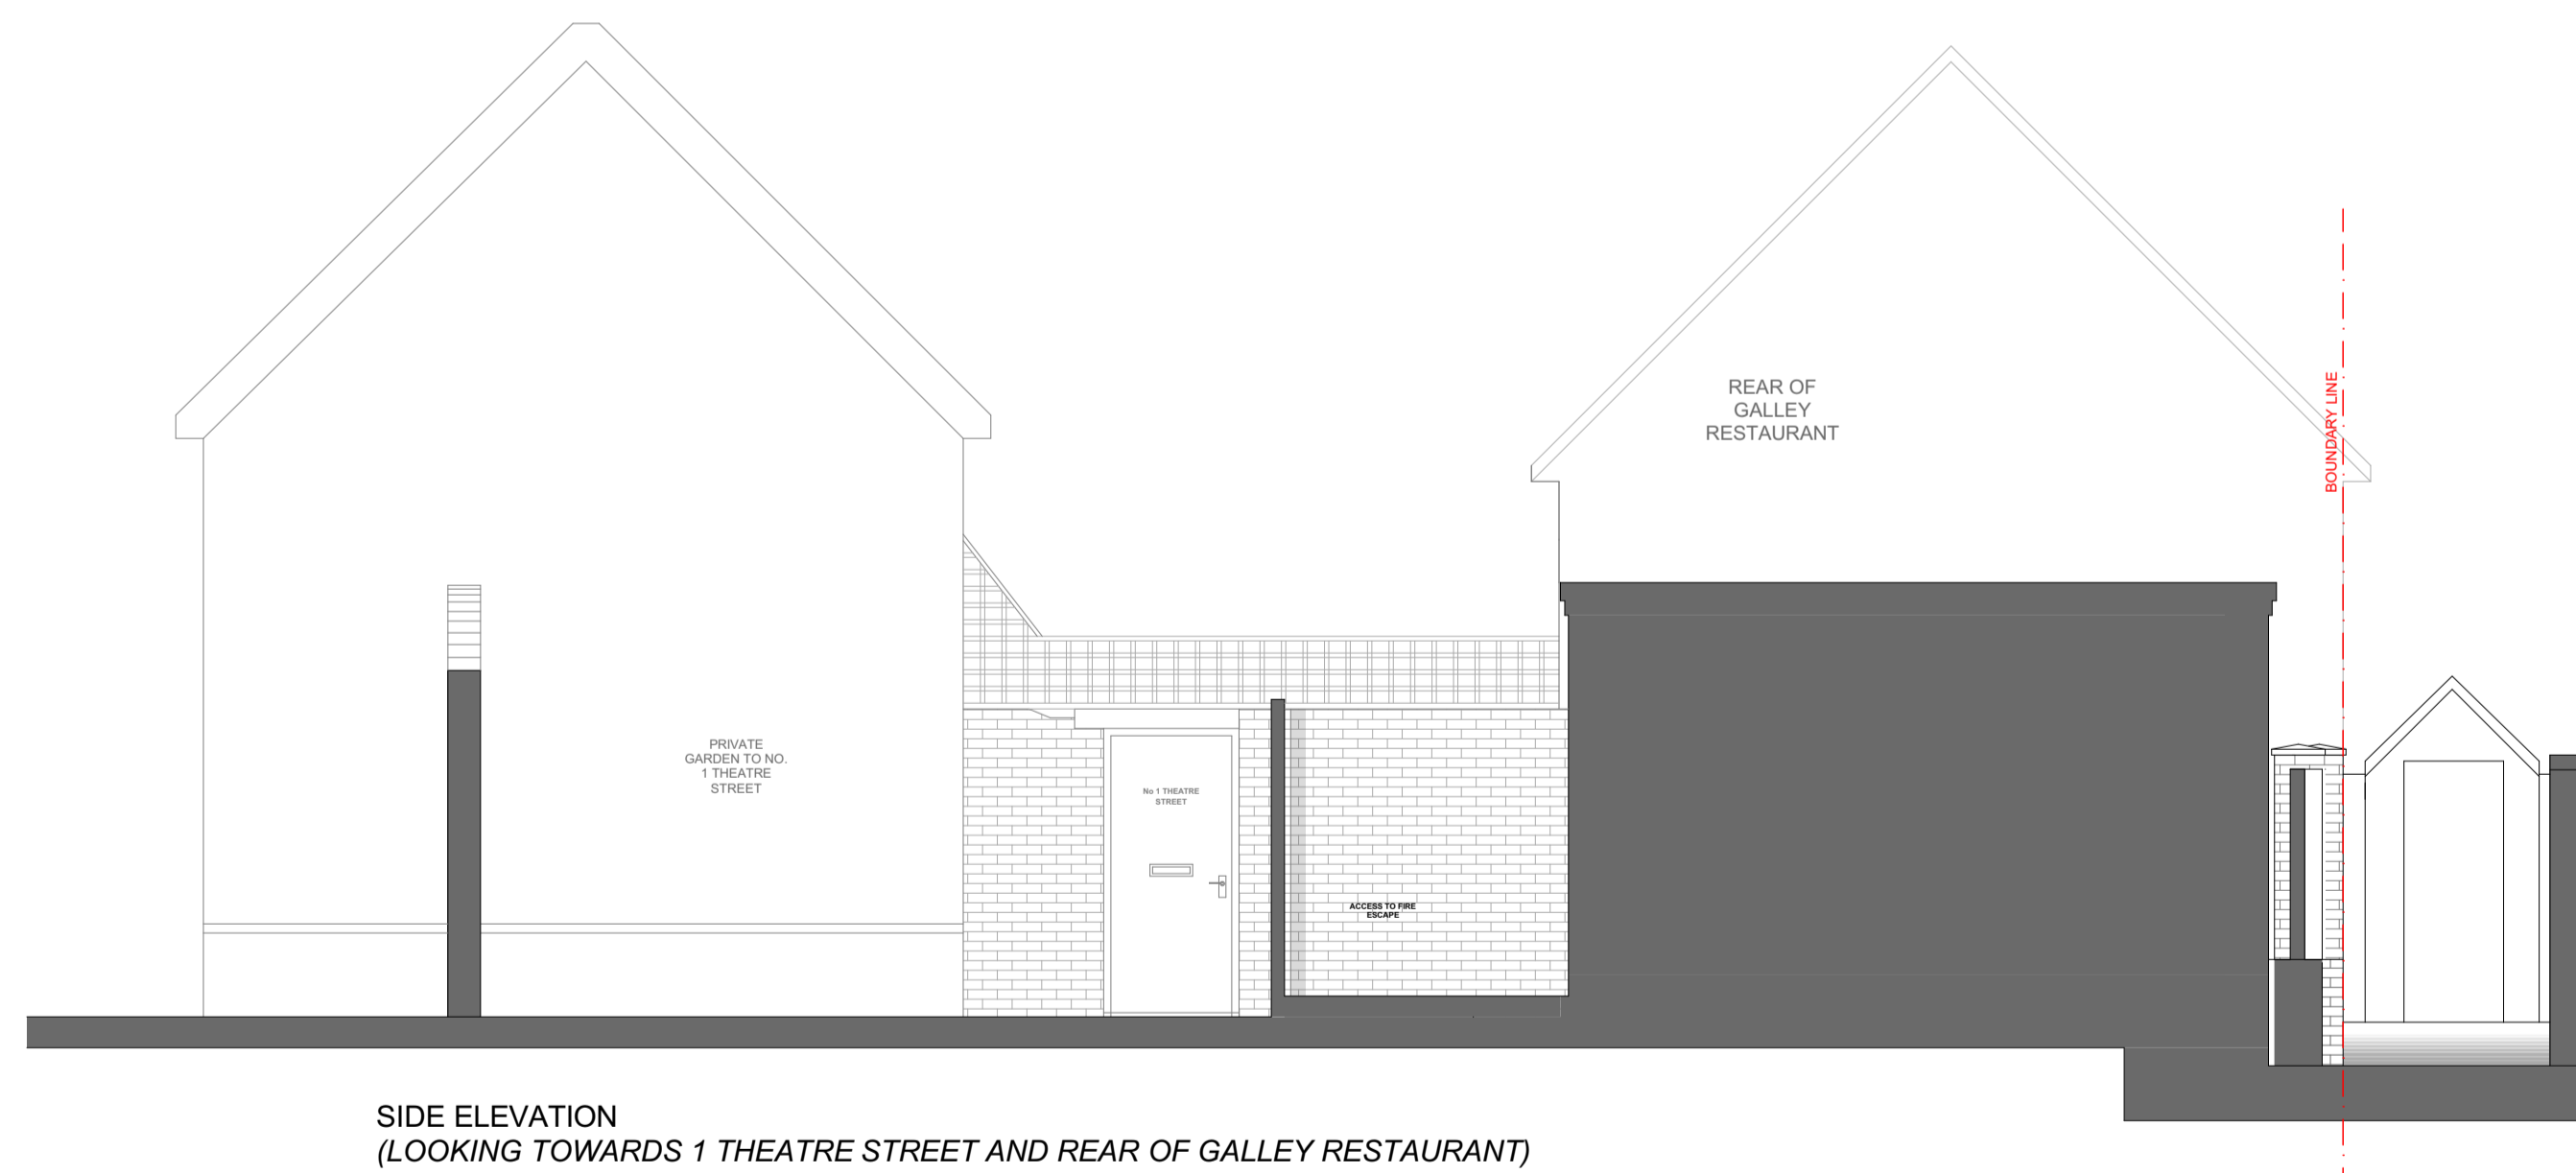 REAR OF
GALLEY
RESTAURANT
BOUNDARY LINE
PRIVATE
GARDEN TO NO.
1 THEATRE
STREET
No 1 THEATRE
STREET
ACCESS TO FIRE
ESCAPE
SIDE ELEVATION
(LOOKING TOWARDS 1 THEATRE STREET AND REAR OF GALLEY RESTAURANT)